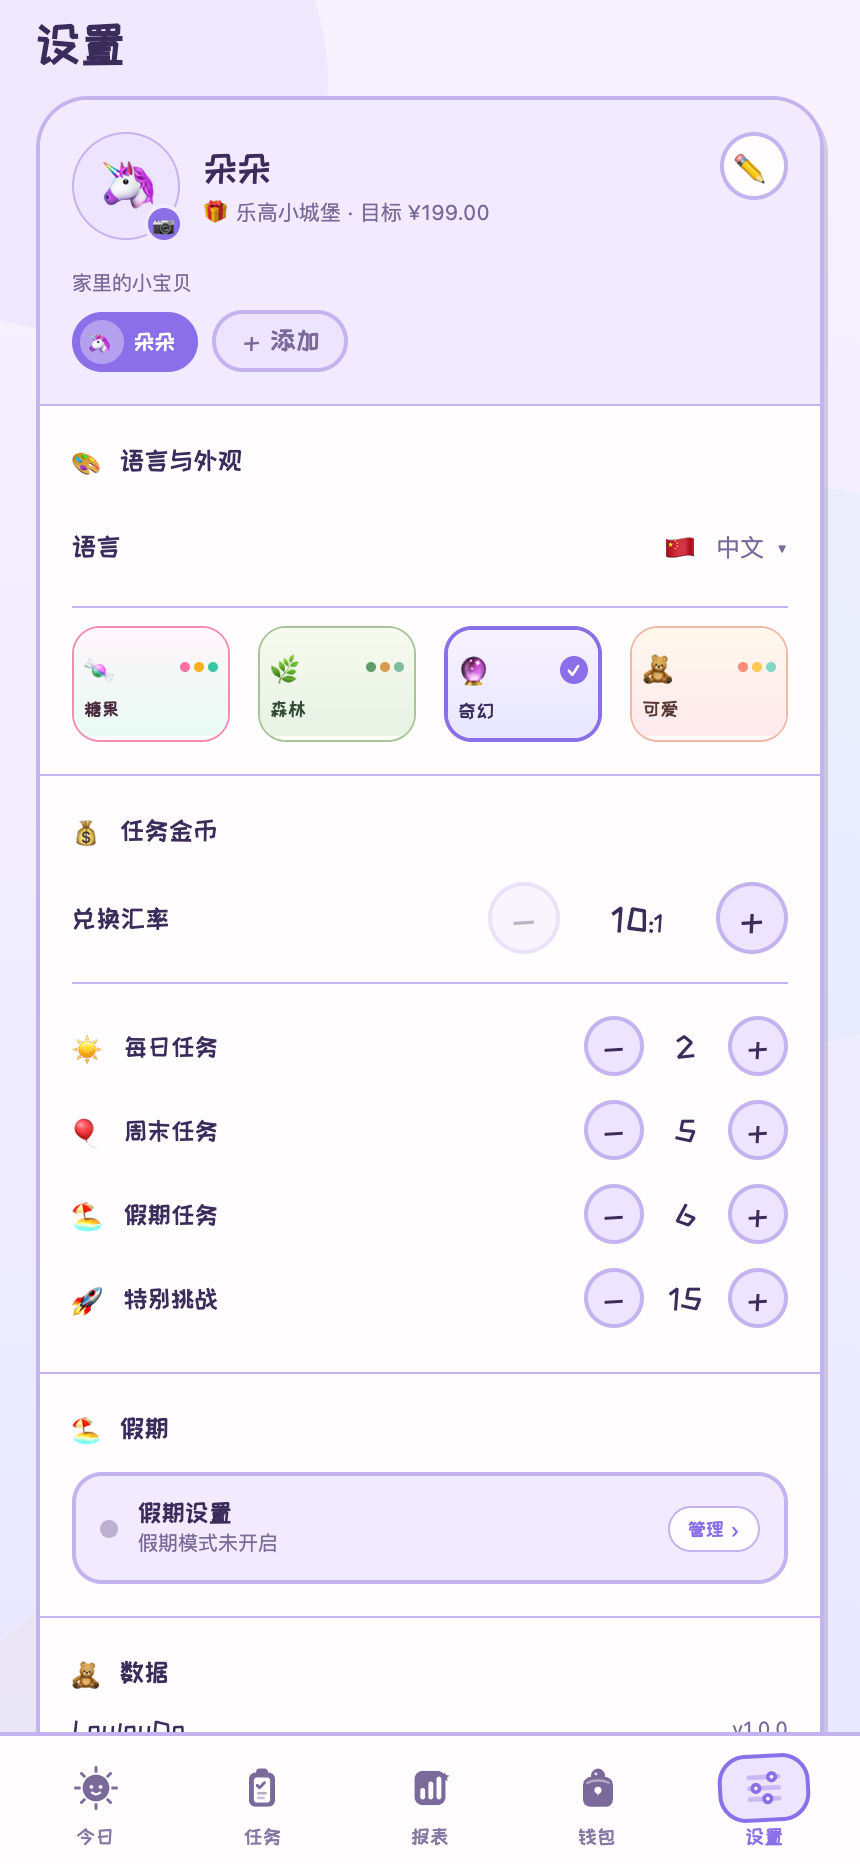 设置
朵朵
乐高小城堡 · 目标 ¥199.00
家里的小宝贝
朵朵
+ 添加
语言与外观
语言
中文
糖果
森林
奇幻
可爱
任务金币
兑换汇率
− 10:1 +
每日任务
− 2 +
周末任务
− 5 +
假期任务
− 6 +
特别挑战
− 15 +
假期
假期设置
假期模式未开启
管理 ›
数据
v1.0.0
今日
任务
报表
钱包
设置